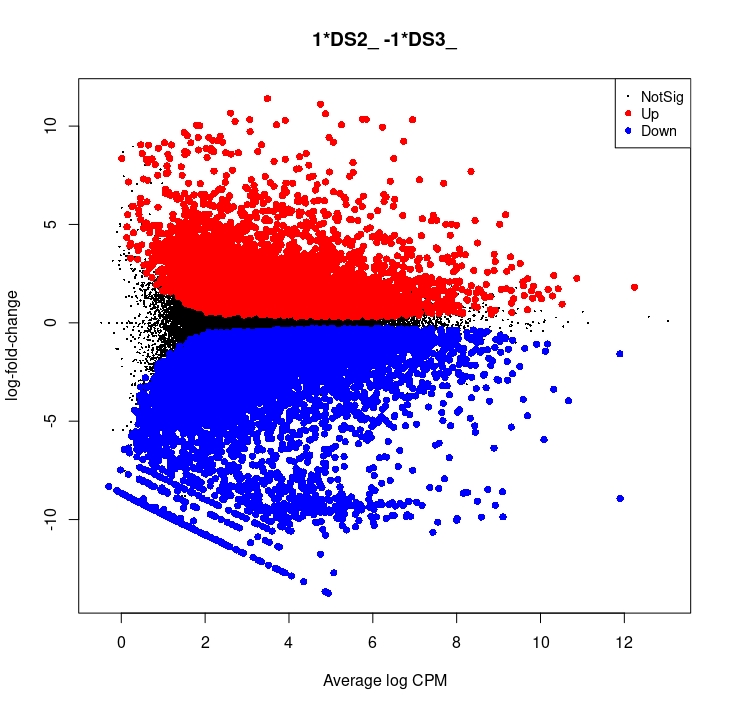 1*DS2_ -1*DS3_
NotSig
Up
Down
10
5
0
-5
-10
log-fold-change
0 2 4 6 8 10 12
Average log CPM